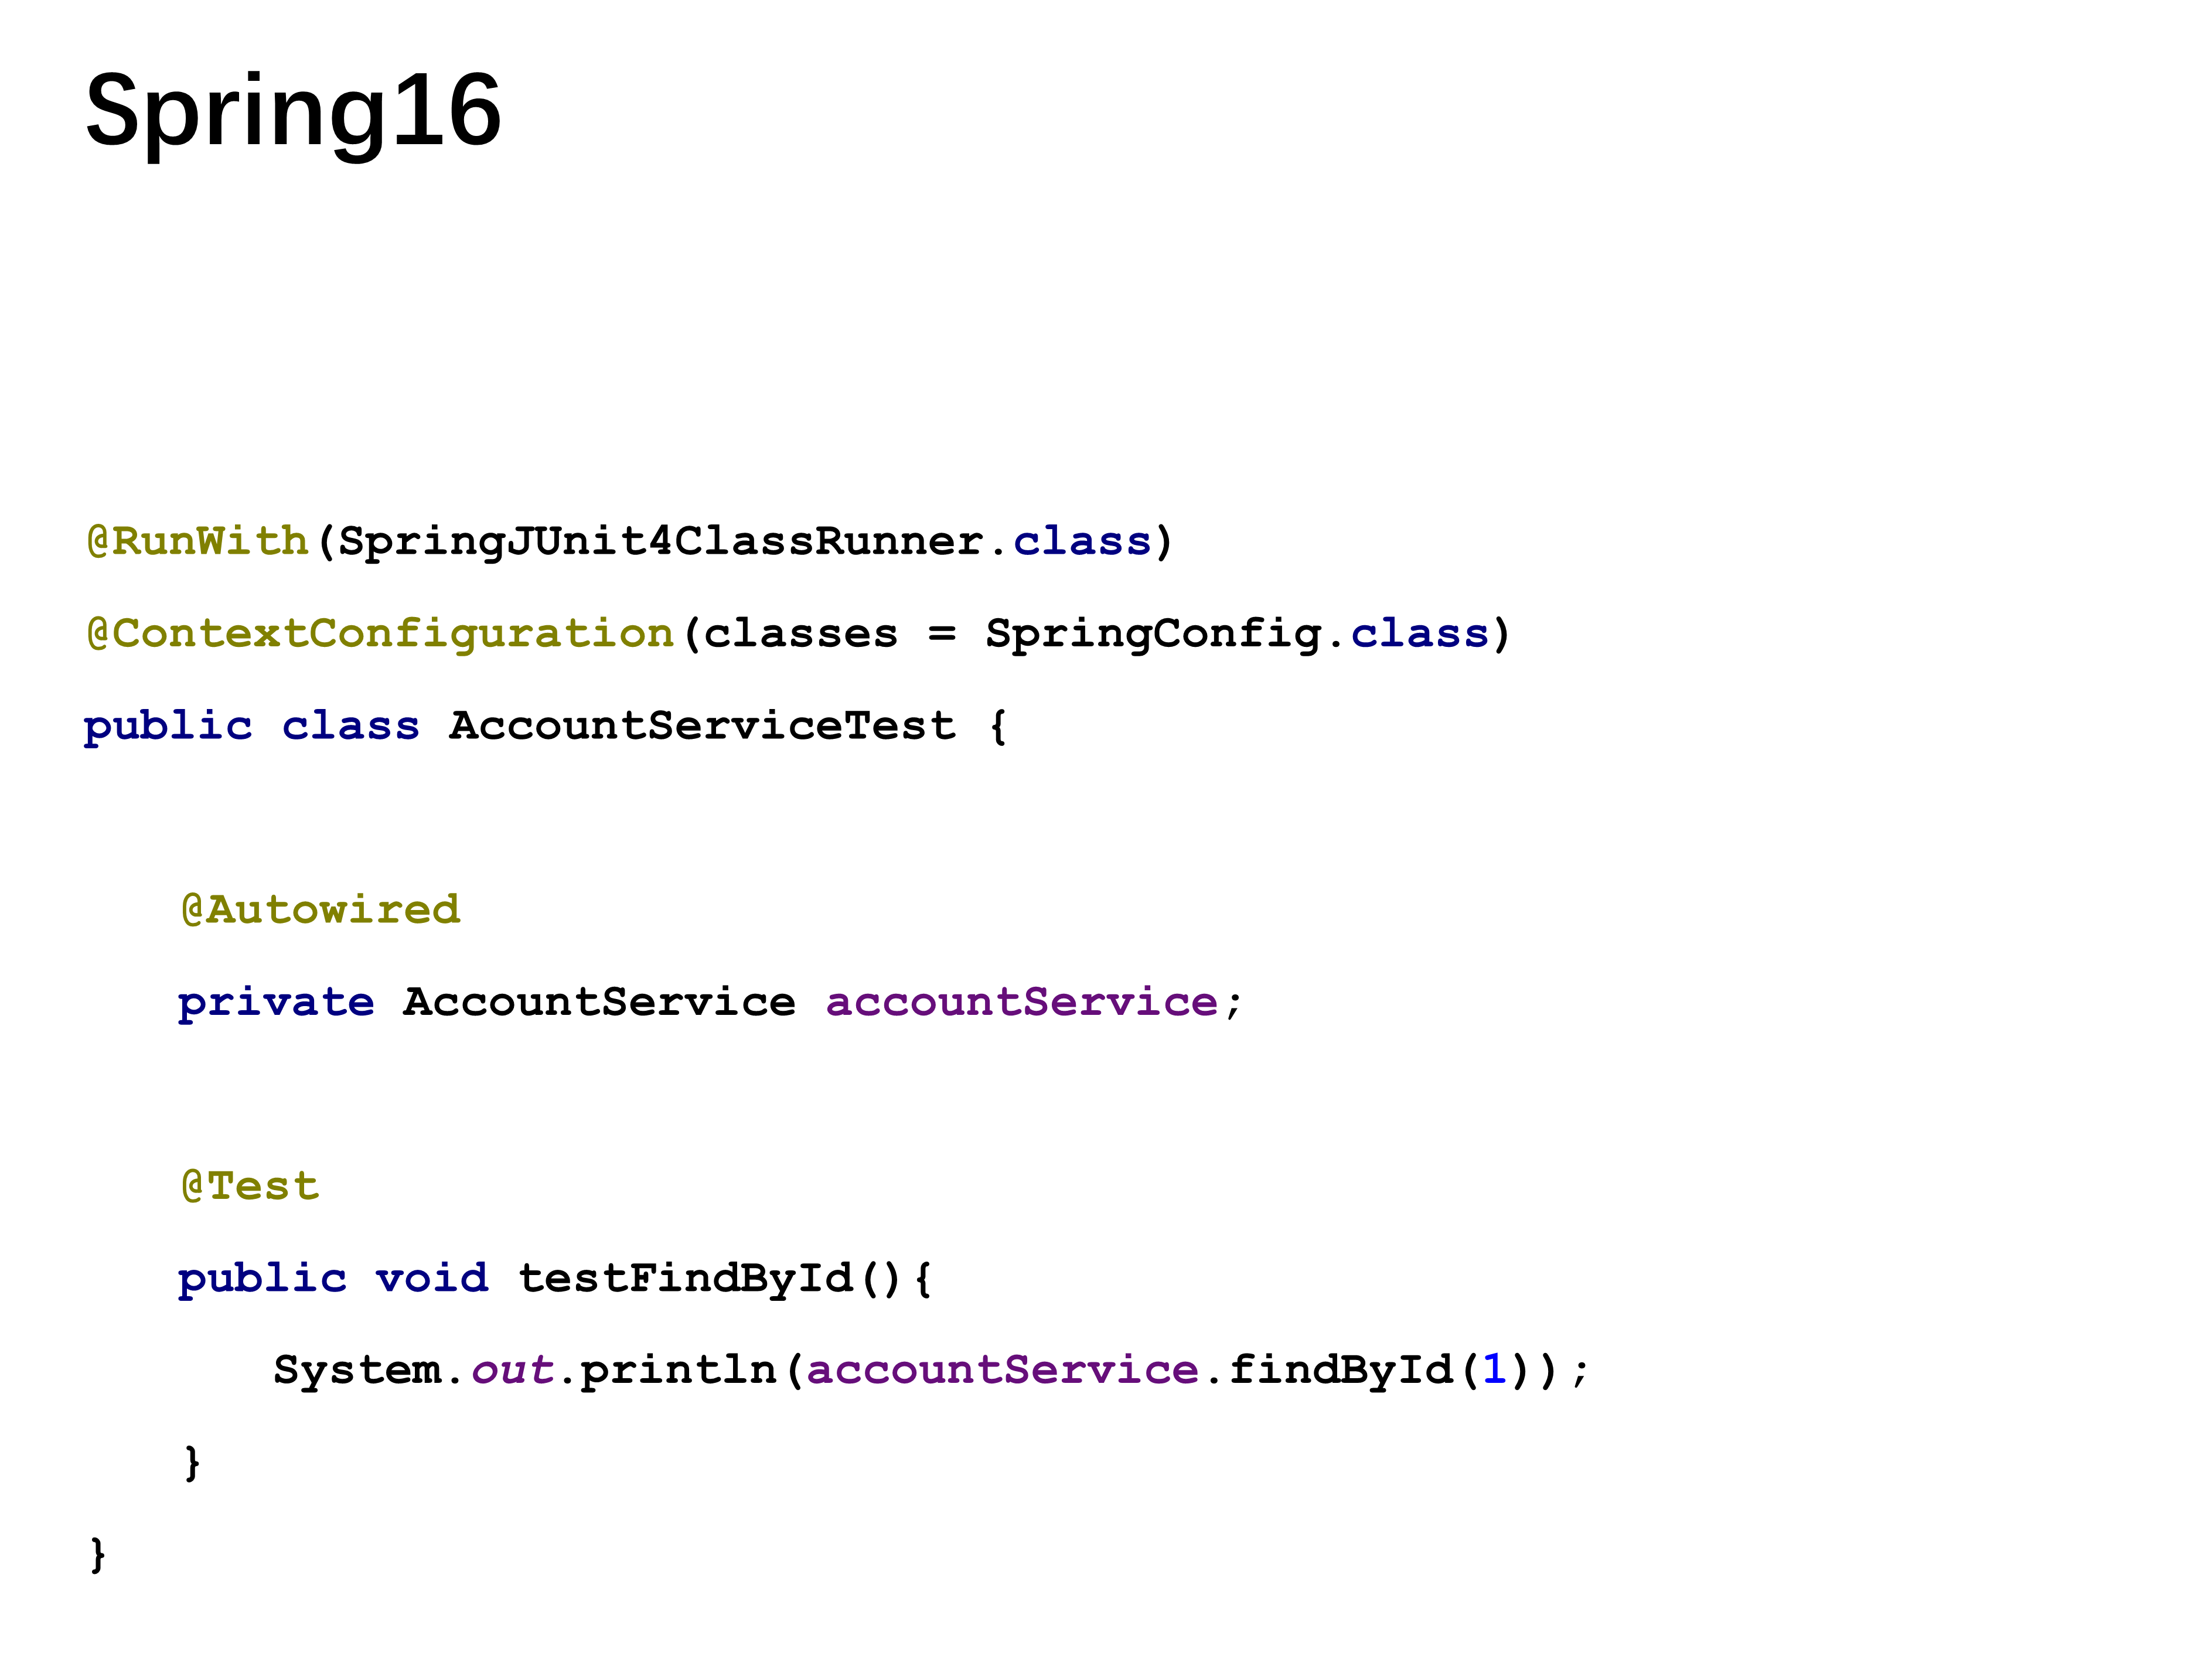 Spring16
@RunWith(SpringJUnit4ClassRunner.class)
@ContextConfiguration(classes = SpringConfig.class)
public class AccountServiceTest {
@Autowired
private AccountService accountService;
@Test
public void testFindById(){
System.out.println(accountService.findById(1));
}
}